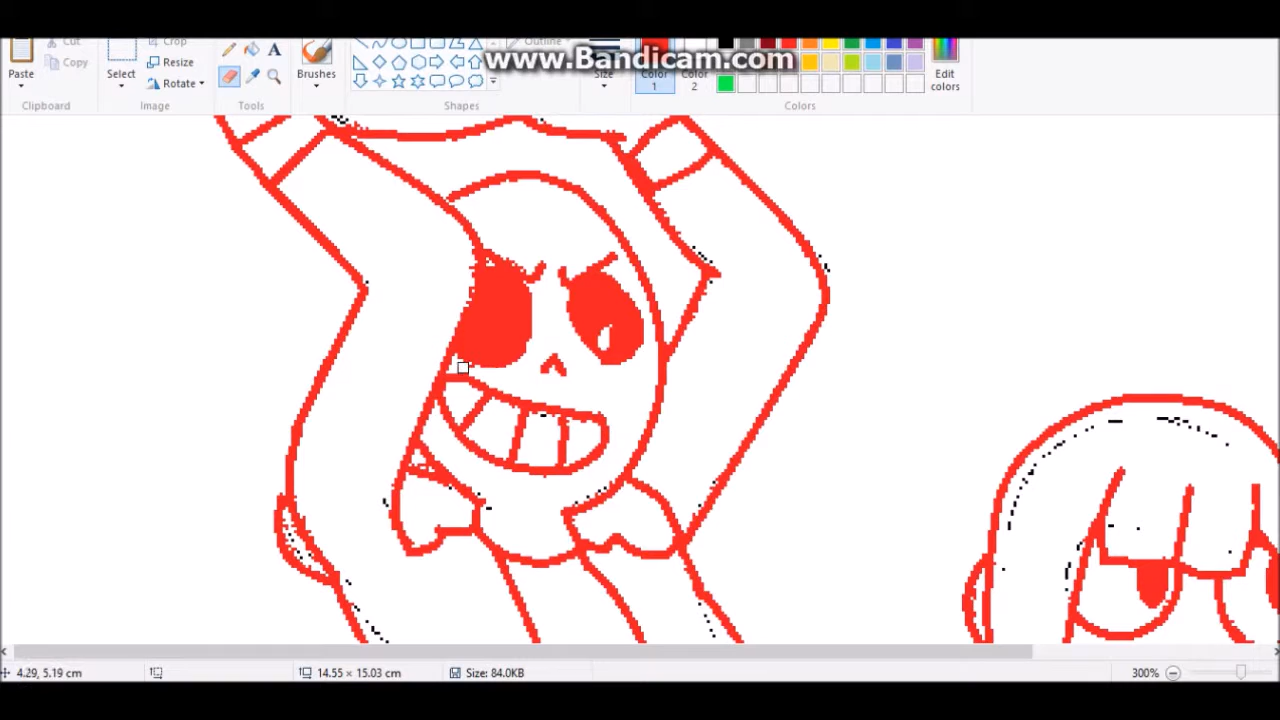 www.Bandicam.com
Cut
Copy
Paste
Clipboard
Select
Crop
Resize
Rotate
Image
A
Tools
Brushes
Outline
Shapes
Size
Color
1
Color
2
Edit
colors
Colors
4.29, 5.19 cm
14.55 × 15.03 cm
Size: 84.0KB
300%